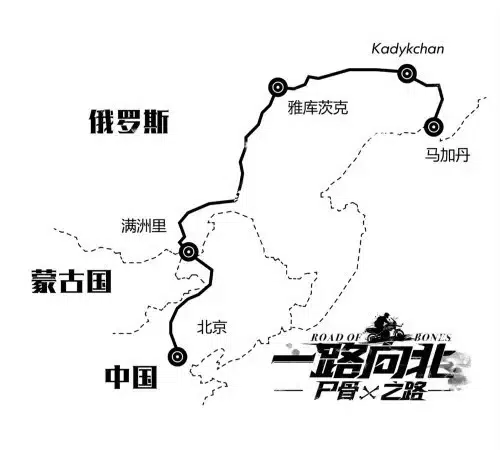 Kadykchan
雅库茨克
俄罗斯
马加丹
满洲里
蒙古国
北京
中国
ROAD OF BONES
一路向北
尸骨之路